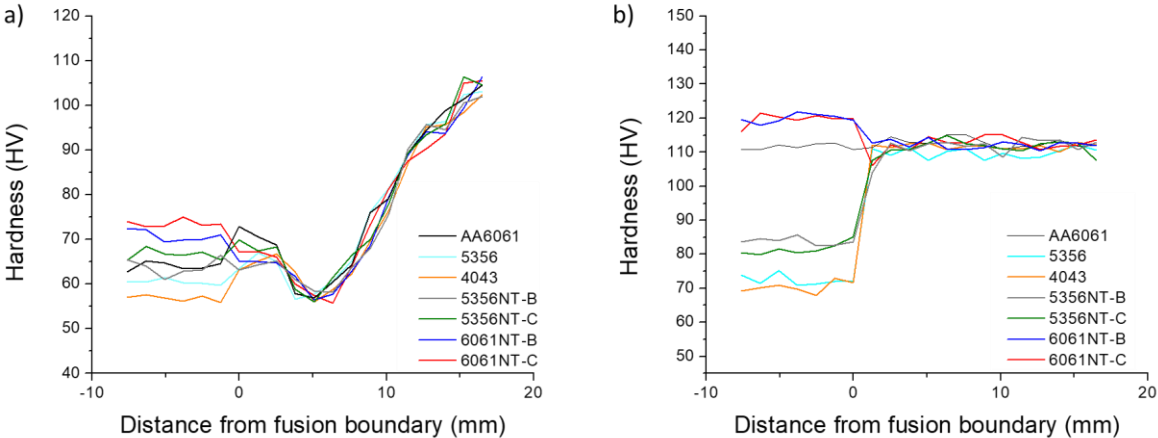 a)
120
110
100
90
80
70
60
50
40
Hardness (HV)
-10
0
10
20
Distance from fusion boundary (mm)
AA6061
5356
4043
5356NT-B
5356NT-C
6061NT-B
6061NT-C
b)
150
140
130
120
110
100
90
80
70
60
50
Hardness (HV)
-10
0
10
20
Distance from fusion boundary (mm)
AA6061
5356
4043
5356NT-B
5356NT-C
6061NT-B
6061NT-C